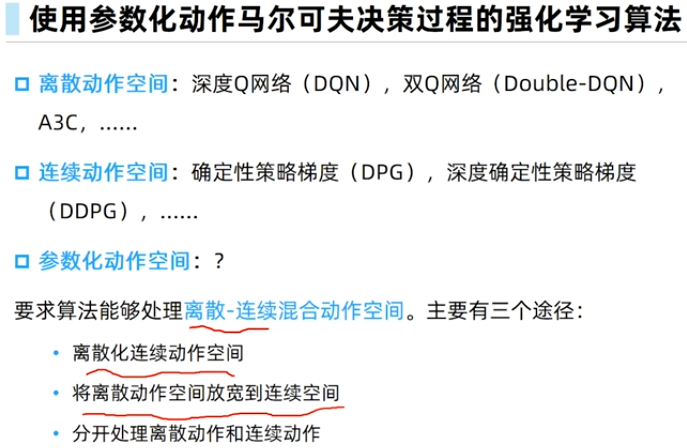 使用参数化动作马尔可夫决策过程的强化学习算法
离散动作空间：深度Q网络（DQN），双Q网络（Double-DQN），
A3C，……
连续动作空间：确定性策略梯度（DPG），深度确定性策略梯度
（DDPG），……
参数化动作空间：?
要求算法能够处理离散-连续混合动作空间。主要有三个途径：
• 离散化连续动作空间
• 将离散动作空间放宽到连续空间
• 分开处理离散动作和连续动作